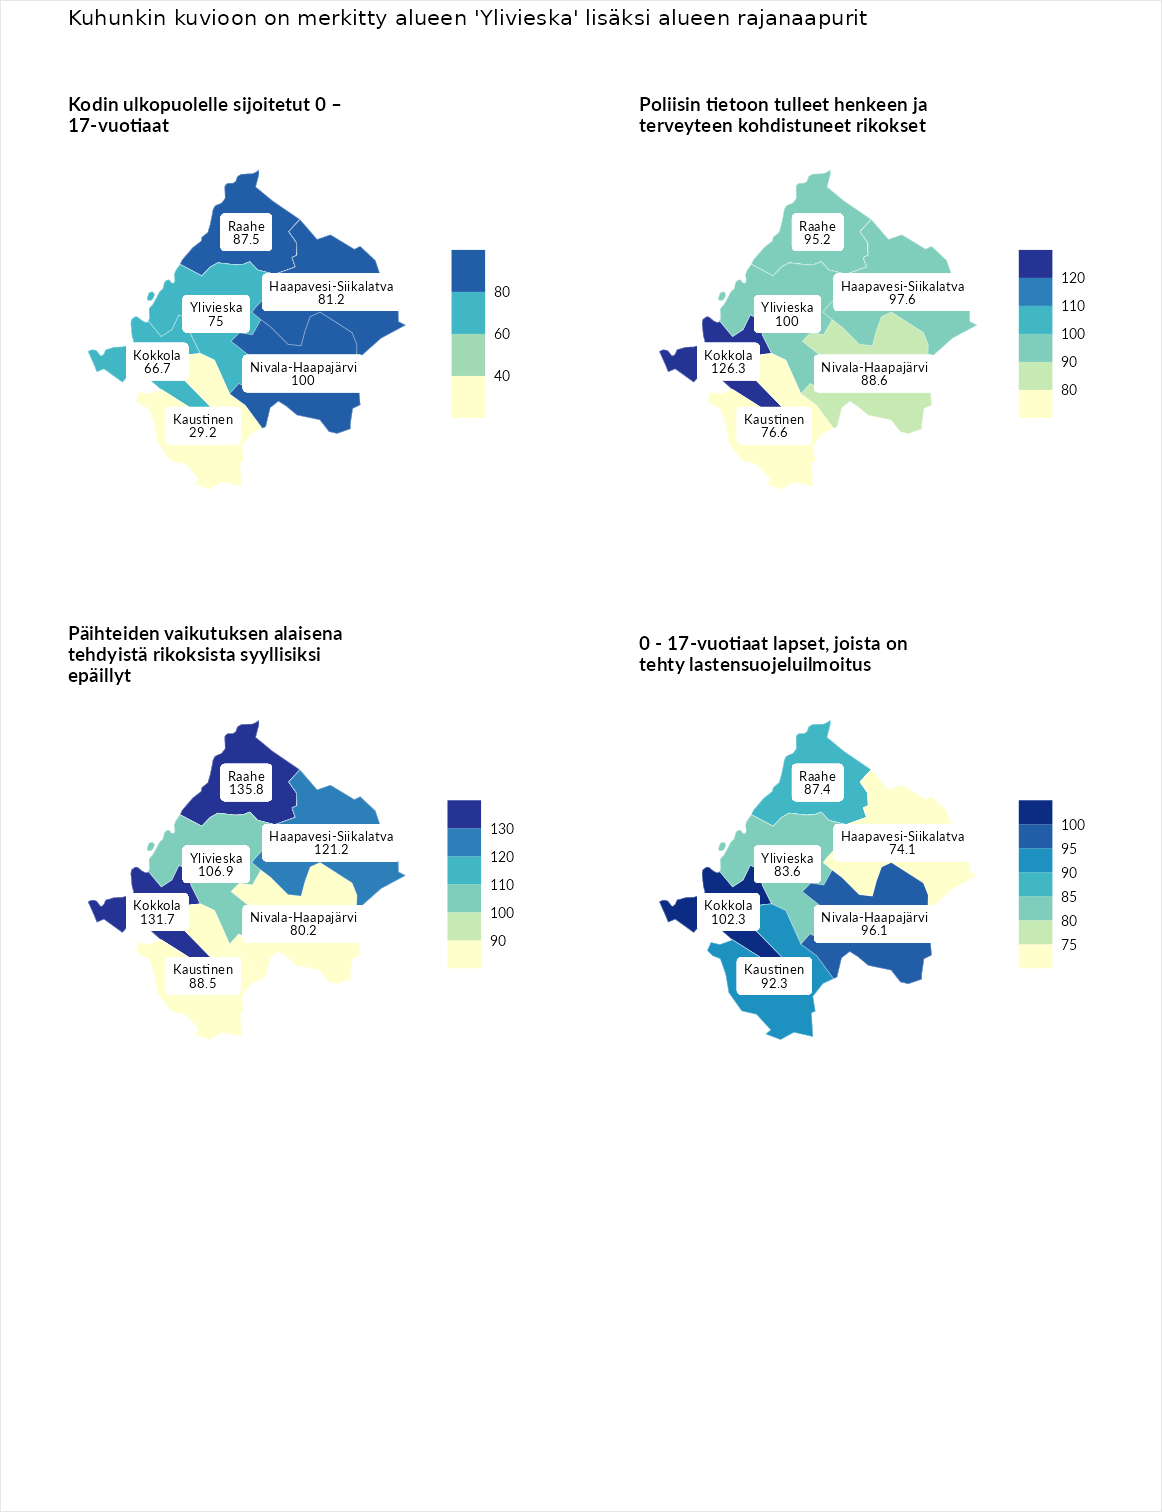 Kuhunkin kuvioon on merkitty alueen 'Ylivieska' lisäksi alueen rajanaapurit
Kodin ulkopuolelle sijoitetut 0 –
17-vuotiaat
Raahe
87.5
Haapavesi-Siikalatva
81.2
Ylivieska
75
Kokkola
66.7
Nivala-Haapajärvi
100
Kaustinen
29.2
80
60
40
Poliisin tietoon tulleet henkeen ja
terveyteen kohdistuneet rikokset
Raahe
95.2
Haapavesi-Siikalatva
97.6
Ylivieska
100
Kokkola
126.3
Nivala-Haapajärvi
88.6
Kaustinen
76.6
120
110
100
90
80
Päihteiden vaikutuksen alaisena
tehdyistä rikoksista syyllisiksi
epäillyt
Raahe
135.8
Haapavesi-Siikalatva
121.2
Ylivieska
106.9
Kokkola
131.7
Nivala-Haapajärvi
80.2
Kaustinen
88.5
130
120
110
100
90
0 - 17-vuotiaat lapset, joista on
tehty lastensuojeluilmoitus
Raahe
87.4
Haapavesi-Siikalatva
74.1
Ylivieska
83.6
Kokkola
102.3
Nivala-Haapajärvi
96.1
Kaustinen
92.3
100
95
90
85
80
75